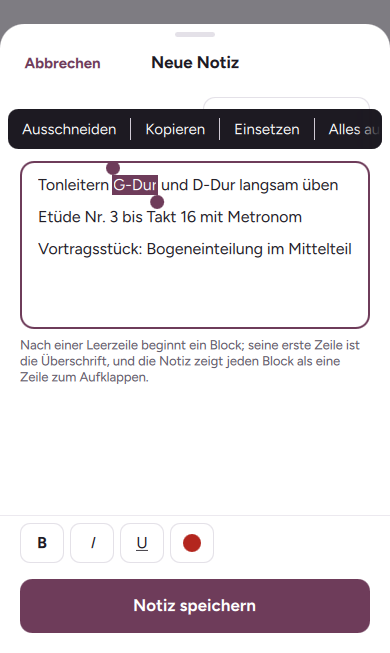 Abbrechen
Neue Notiz
Ausschneiden
Kopieren
Einsetzen
Alles au
Tonleitern G-Dur und D-Dur langsam üben
Etüde Nr. 3 bis Takt 16 mit Metronom
Vortragsstück: Bogeneinteilung im Mittelteil
Nach einer Leerzeile beginnt ein Block; seine erste Zeile ist
die Überschrift, und die Notiz zeigt jeden Block als eine
Zeile zum Aufklappen.
B
I
U
Notiz speichern